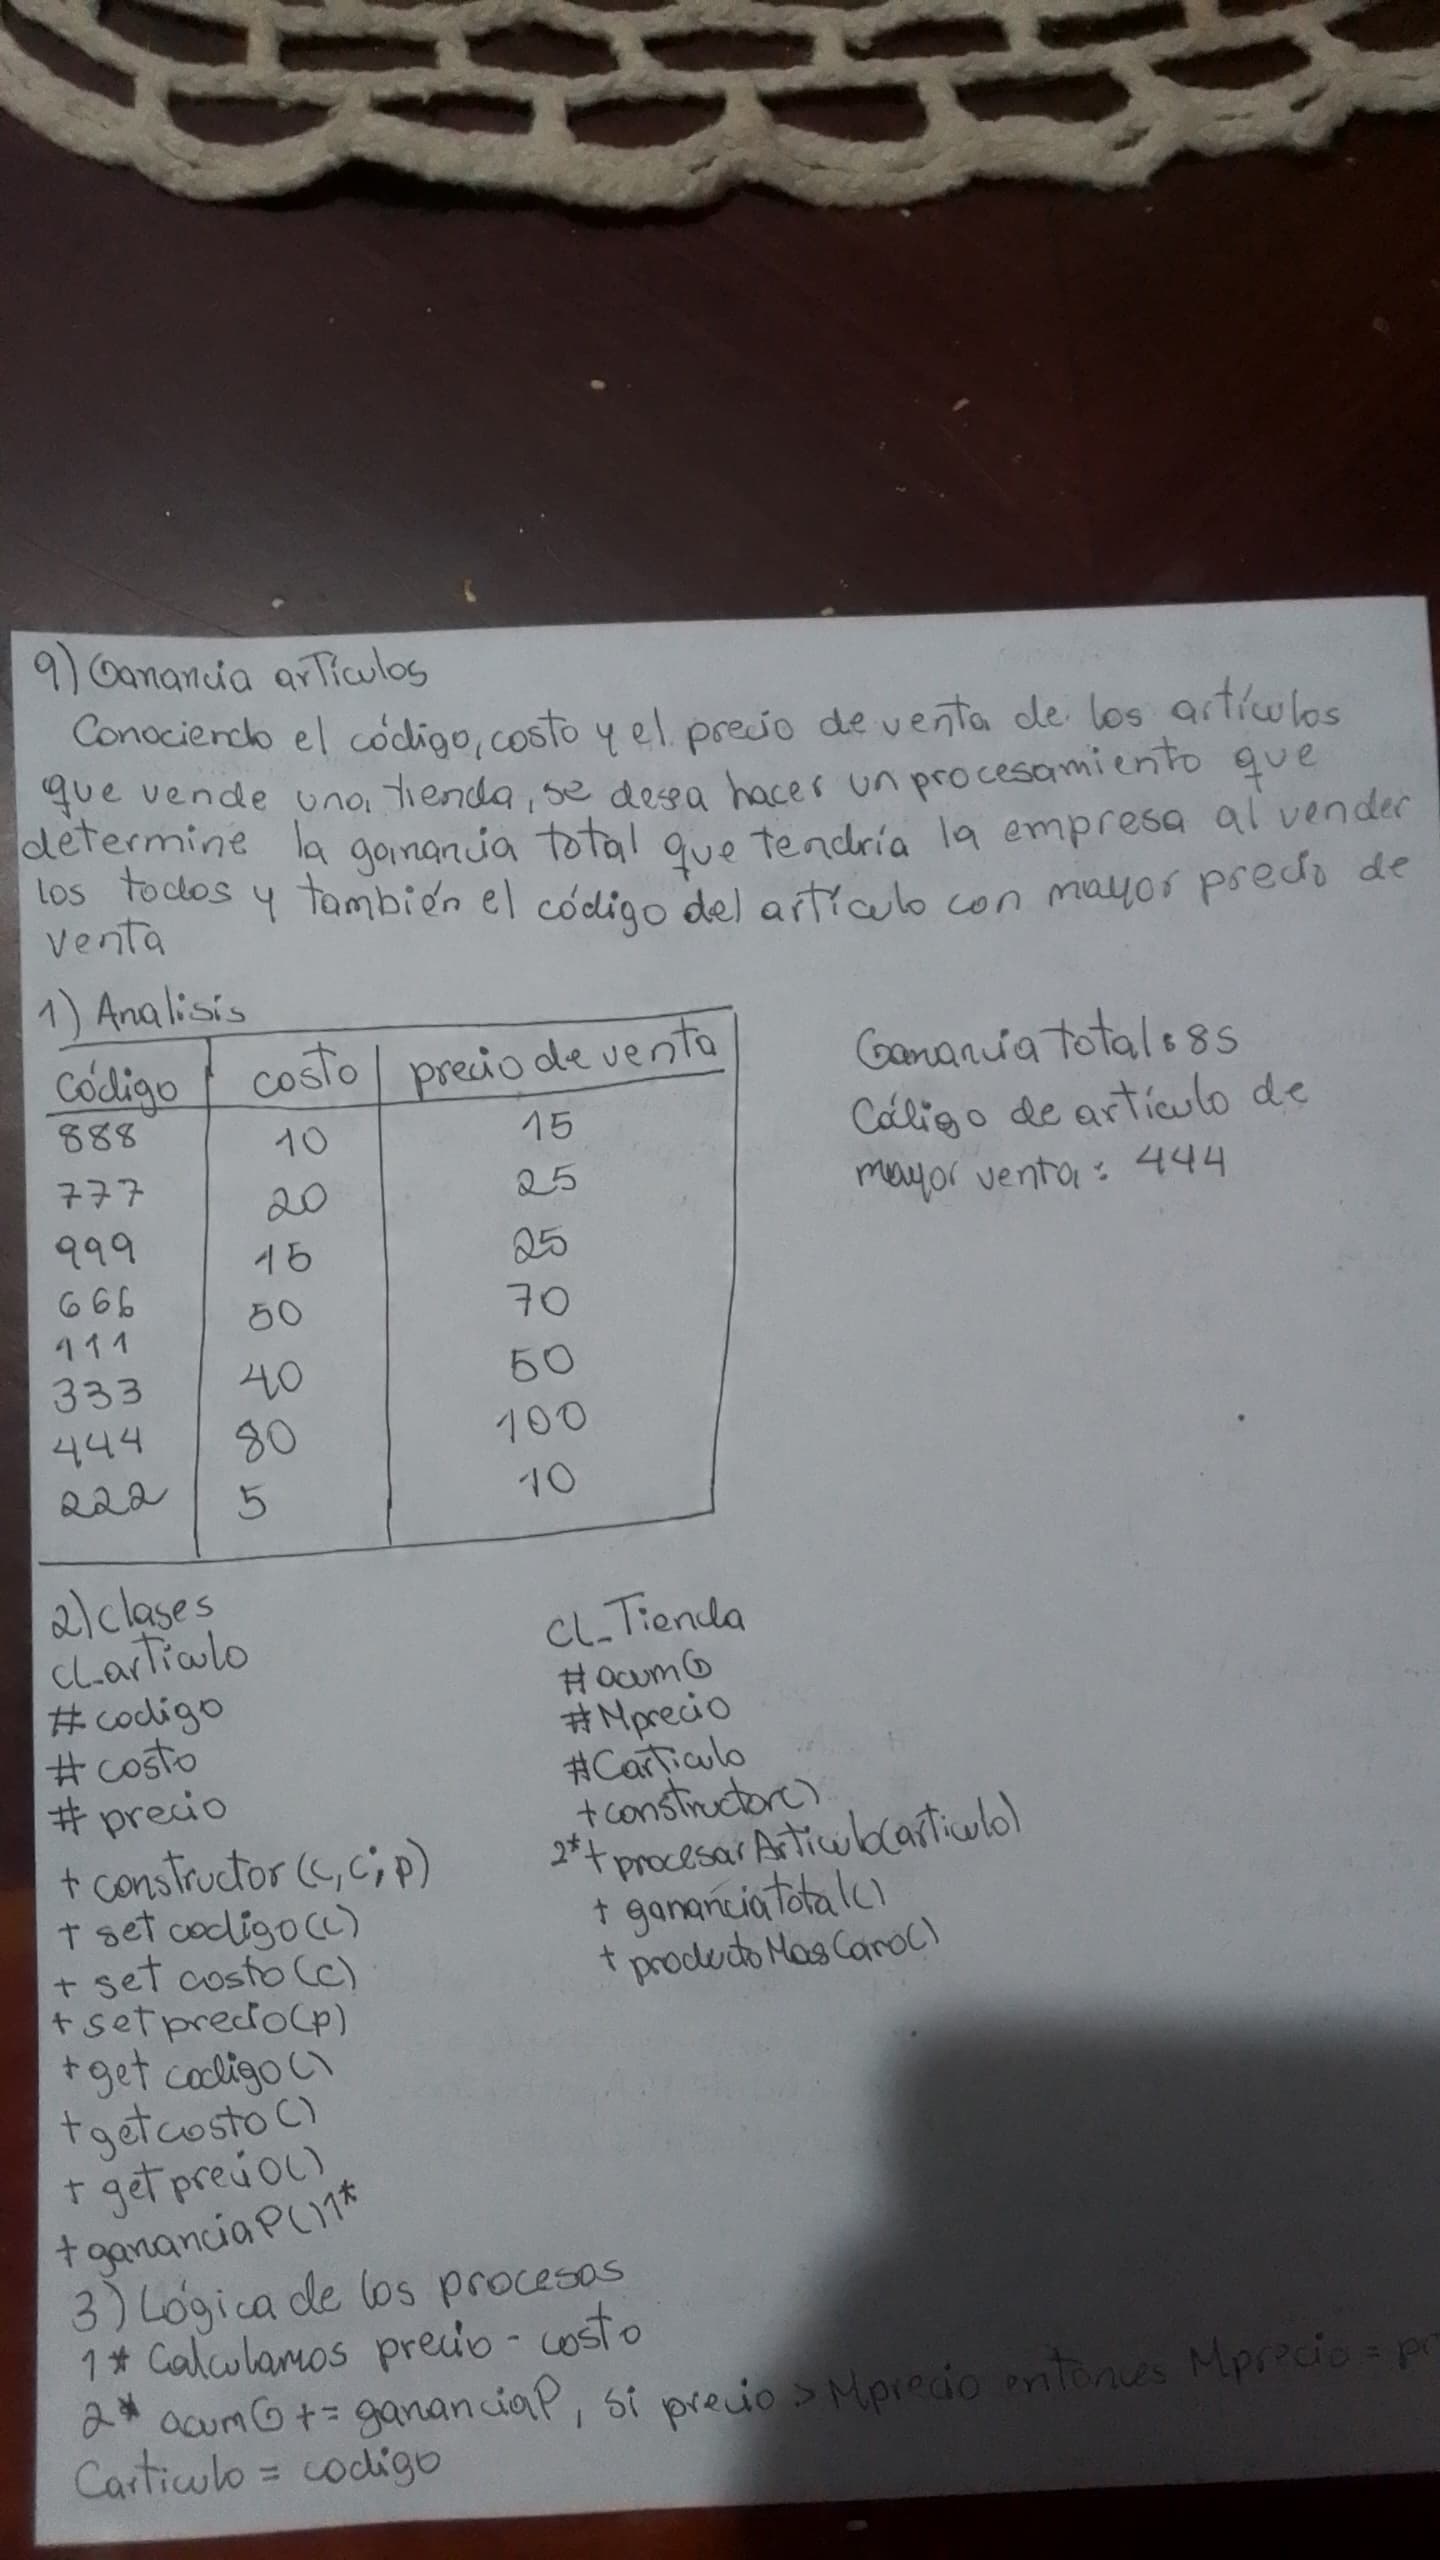 9) Ganancia artículos
Conociendo el código, costo y el precio de venta de los artículos
que vende una tienda, se desea hacer un procesamiento que
determine la ganancia total que tendría la empresa al vender
los todos y también el código del artículo con mayor precio de
venta
1) Analisis
Código costo precio de venta
888 10 15
777 20 25
999 15 25
666 50 70
111
333 40 50
444 80 100
222 5 10
Ganancia total: 85
Código de artículo de
mayor venta: 444
2) Clases
CL_artículo
# codigo
# costo
# precio
+ constructor (c, c; p)
+ set codigo (c)
+ set costo (c)
+ set precio (p)
+ get codigo ()
+ get costo ()
+ get precio ()
+ gananciaP () 1*
CL_Tienda
# acumG
# Mprecio
# Carticulo
+ constructor()
2* + procesarArticulo(articulo)
+ gananciatotal()
+ productoMasCaro()
3) Lógica de los procesos
1* Calculamos precio - costo
2* acumG += gananciaP, si precio > Mprecio entonces Mprecio =
Carticulo = codigo